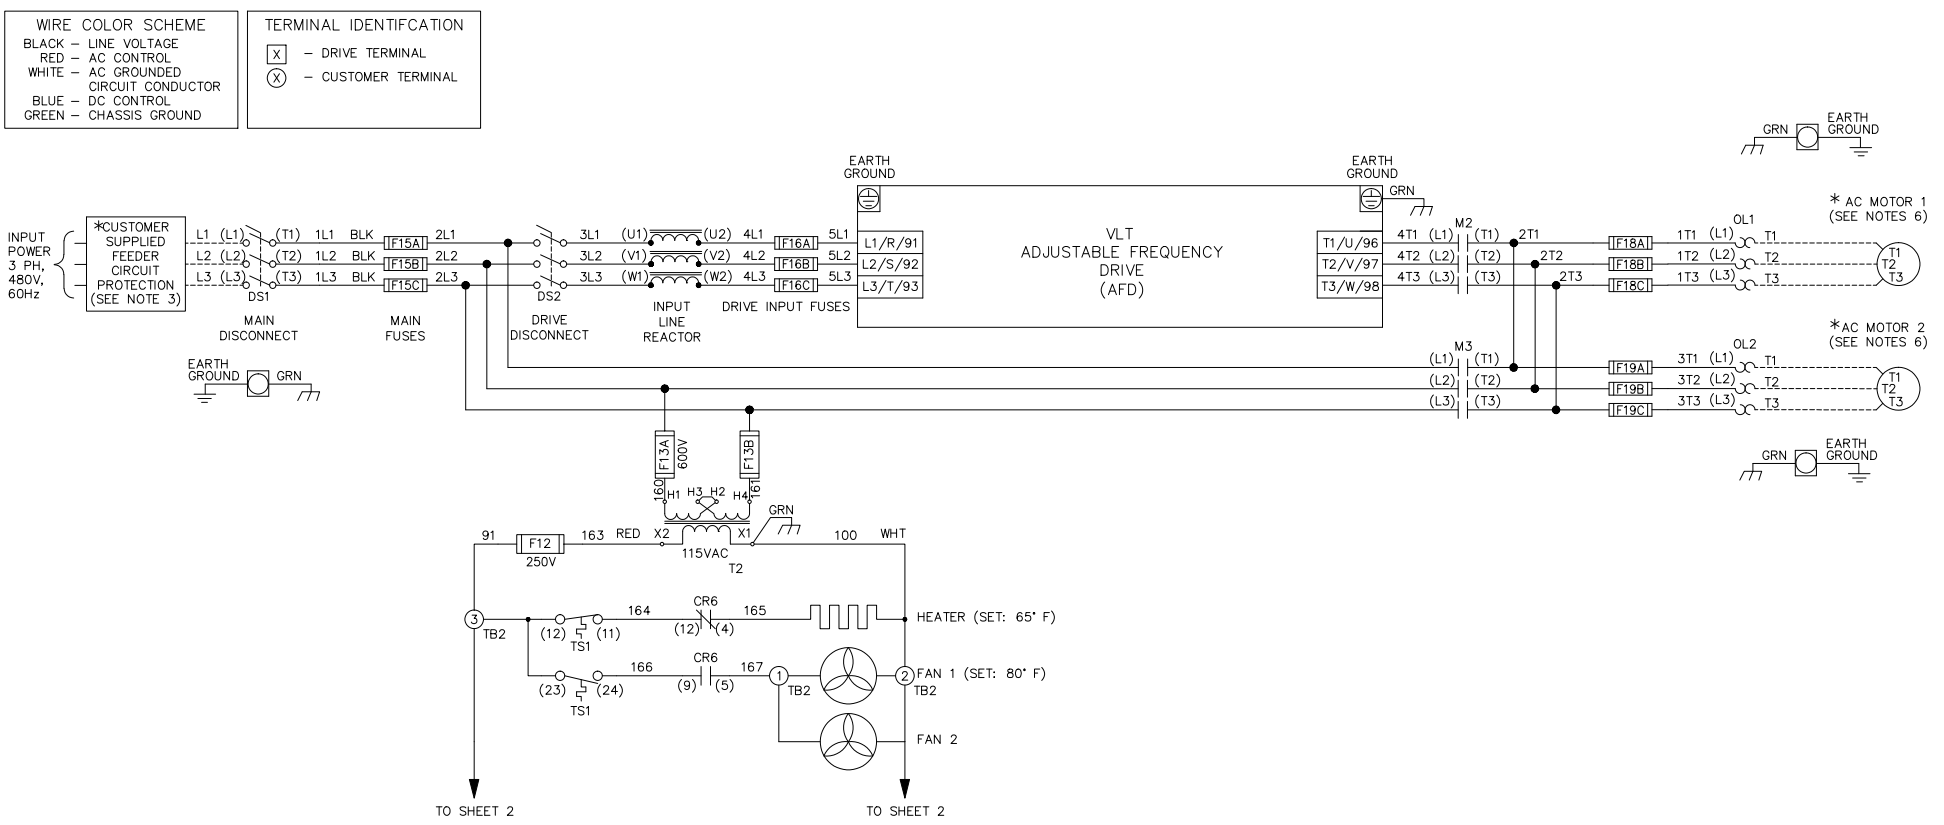 WIRE COLOR SCHEME
BLACK – LINE VOLTAGE
RED – AC CONTROL
WHITE – AC GROUNDED
CIRCUIT CONDUCTOR
BLUE – DC CONTROL
GREEN – CHASSIS GROUND
TERMINAL IDENTIFCATION
X – DRIVE TERMINAL
X – CUSTOMER TERMINAL
GRN EARTH
GROUND
EARTH
GROUND
EARTH
GROUND
GRN
INPUT
POWER
3 PH,
480V,
60Hz
*CUSTOMER
SUPPLIED
FEEDER
CIRCUIT
PROTECTION
(SEE NOTE 3)
L1 (L1) (T1) 1L1 BLK F15A 2L1 3L1 (U1) (U2) 4L1 F16A 5L1 L1/R/91
L2 (L2) (T2) 1L2 BLK F15B 2L2 3L2 (V1) (V2) 4L2 F16B 5L2 L2/S/92
L3 (L3) (T3) 1L3 BLK F15C 2L3 3L3 (W1) (W2) 4L3 F16C 5L3 L3/T/93
DS1
MAIN
DISCONNECT
MAIN
FUSES
DS2
DRIVE
DISCONNECT
INPUT
LINE
REACTOR
DRIVE INPUT FUSES
VLT
ADJUSTABLE FREQUENCY
DRIVE
(AFD)
M2
OL1
* AC MOTOR 1
(SEE NOTES 6)
T1/U/96 4T1 (L1) (T1) 2T1 F18A 1T1 (L1) T1
T2/V/97 4T2 (L2) (T2) 2T2 F18B 1T2 (L2) T2
T3/W/98 4T3 (L3) (T3) 2T3 F18C 1T3 (L3) T3
T1
T2
T3
EARTH
GROUND GRN
M3
OL2
* AC MOTOR 2
(SEE NOTES 6)
(L1) (T1) F19A 3T1 (L1) T1
(L2) (T2) F19B 3T2 (L2) T2
(L3) (T3) F19C 3T3 (L3) T3
T1
T2
T3
GRN EARTH
GROUND
F13A
600V
F13B
160 H1 H3 H2 H4 161
GRN
91 F12 163 RED X2 X1 100 WHT
250V
115VAC
T2
3
TB2
(12) (11)
TS1
164
CR6
(12) (4)
165
HEATER (SET: 65° F)
(23) (24)
TS1
166
CR6
(9) (5)
167
1
TB2
2
TB2
FAN 1 (SET: 80° F)
FAN 2
TO SHEET 2
TO SHEET 2